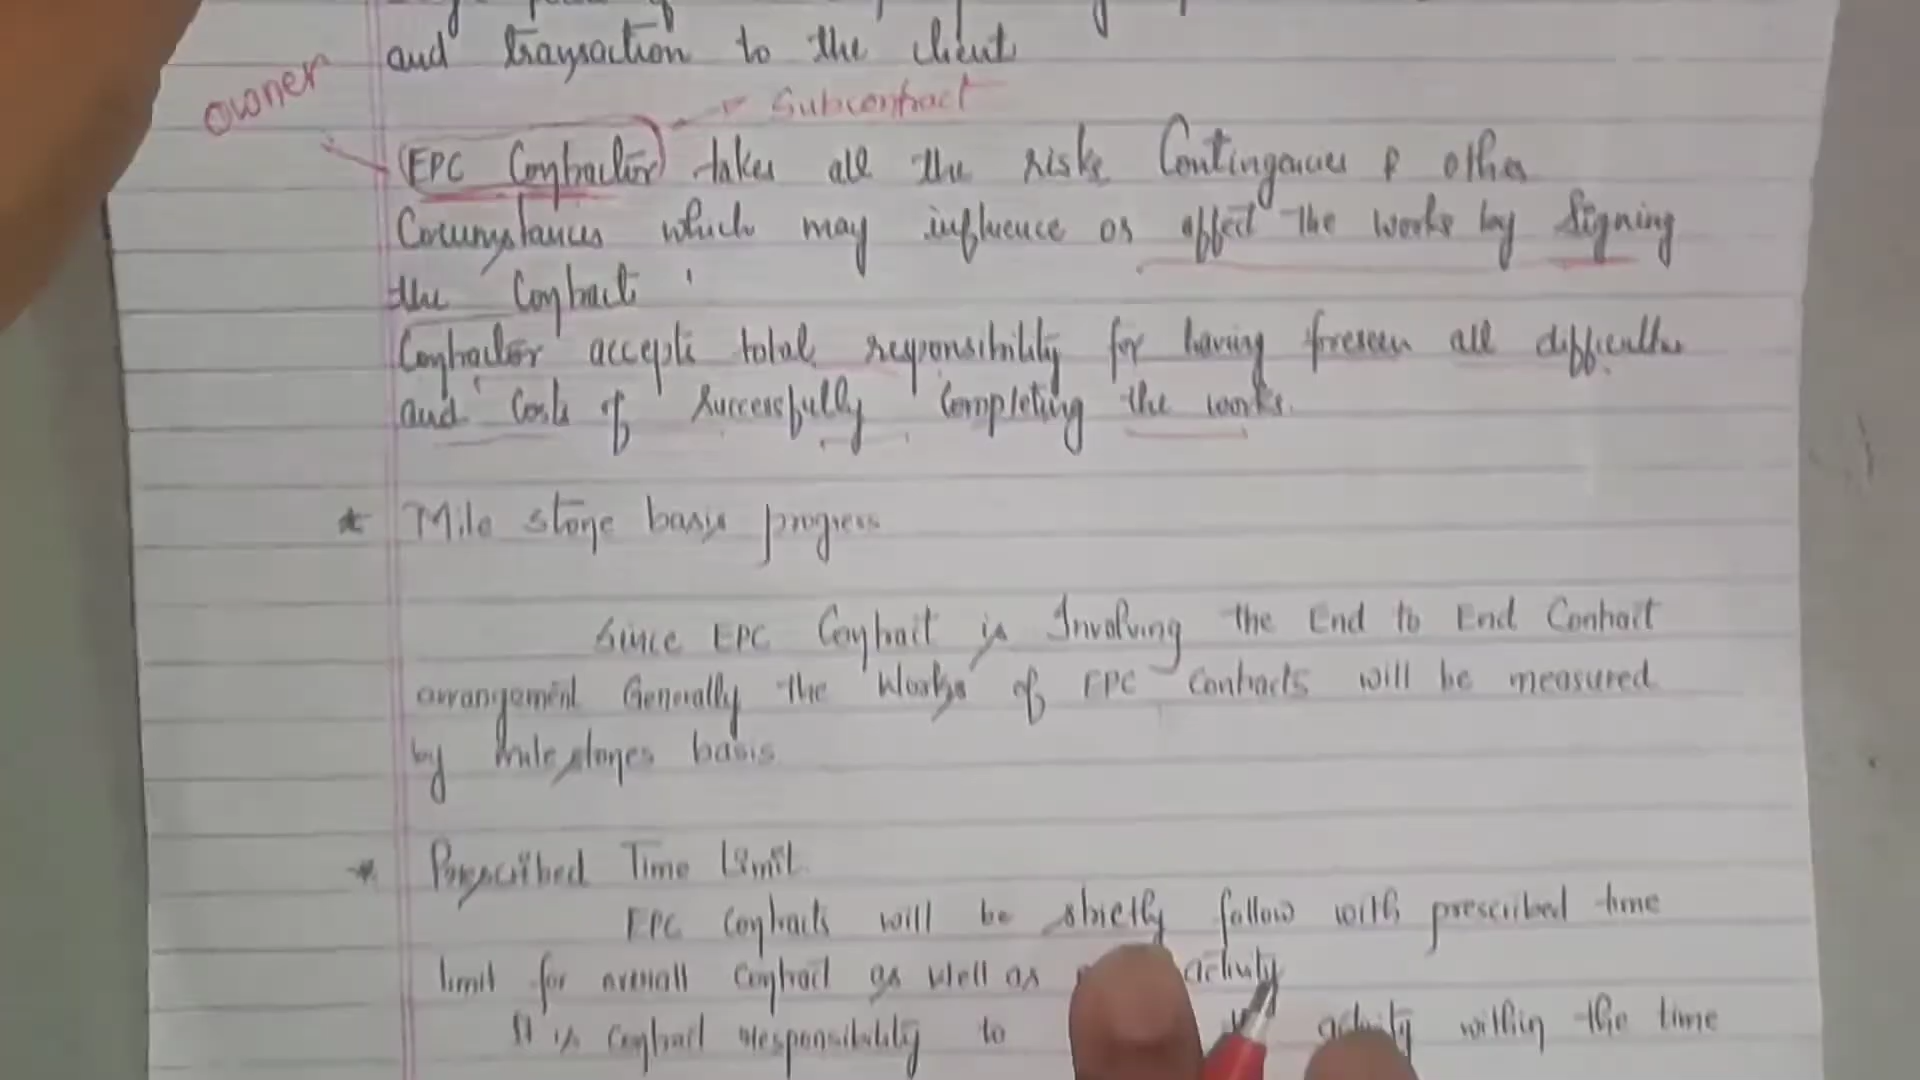 and transaction to the client
owner
Subcontract
EPC Contractor takes all the risks Contingences & other
Circumstances which may influence or affect the works by Signing
the Contract
Contractor accepts total responsibility for having foreseen all difficulties
and Costs of successfully Completing the works.
* Mile stone basis progress
Since EPC Contract is Involving the End to End Contract
arrangement Generally the Works of EPC Contracts will be measured
by mile stones basis
* Prescribed Time Limit
EPC Contracts will be strictly follow with prescribed time
limit for overall Contract as well as activity
It is Contract responsibility to activity within the time